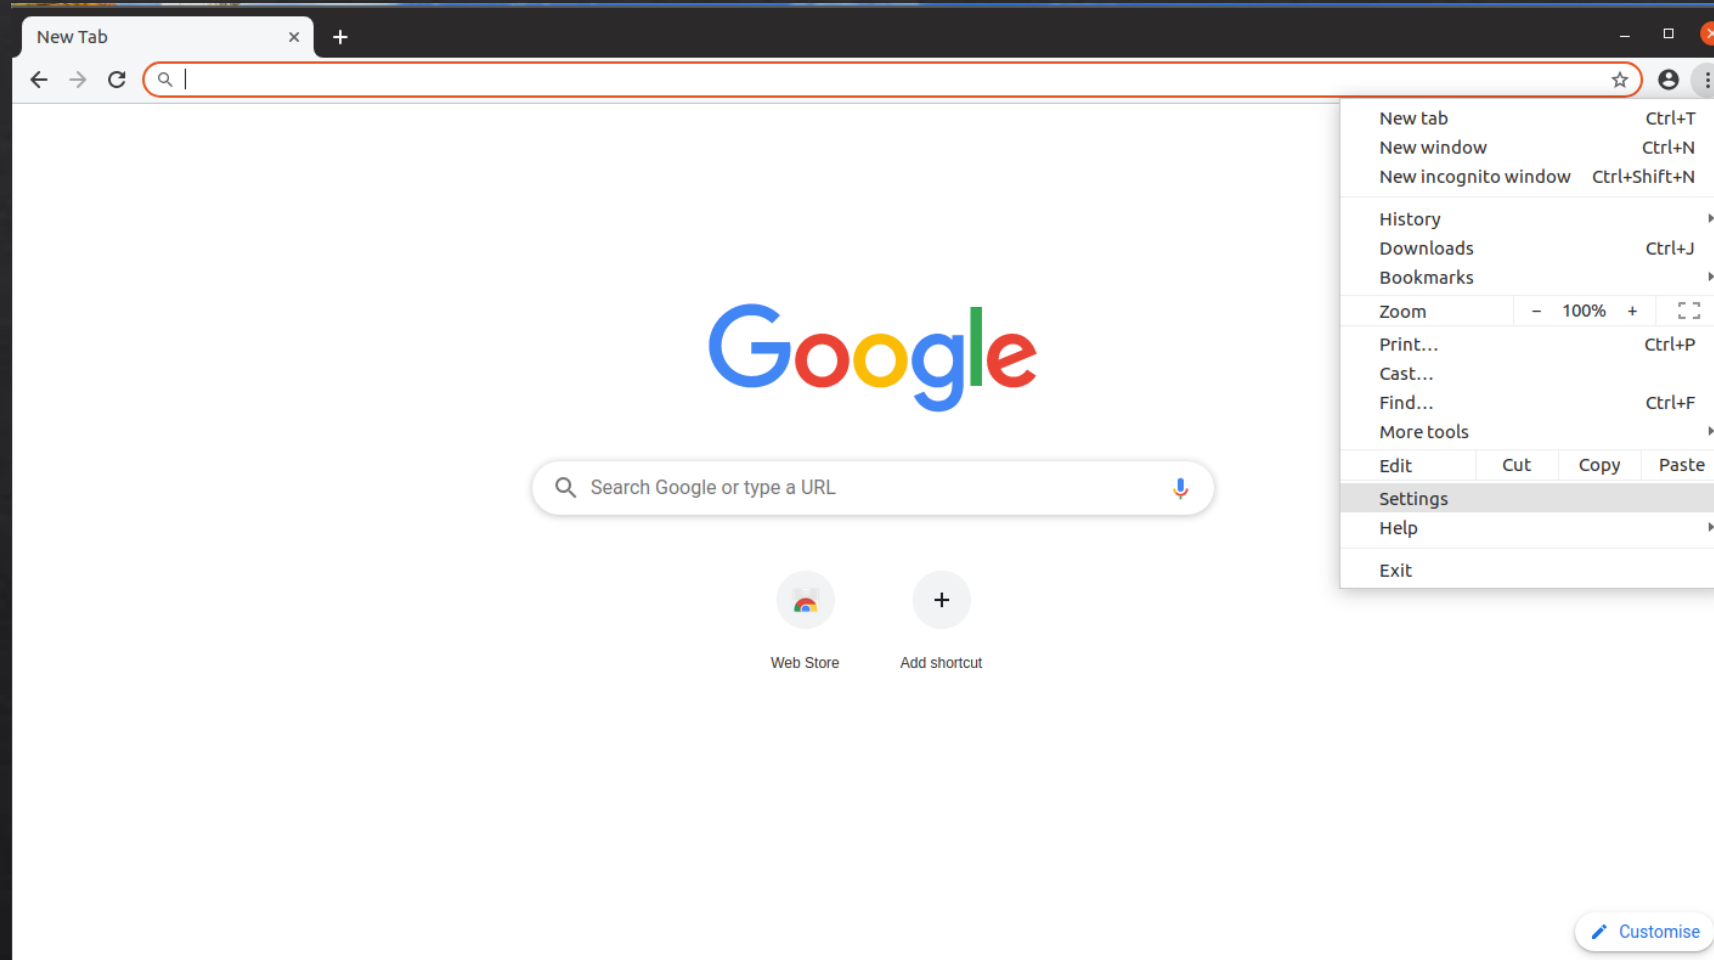 New Tab
New tab Ctrl+T
New window Ctrl+N
New incognito window Ctrl+Shift+N
History
Downloads Ctrl+J
Bookmarks
Zoom - 100% +
Print... Ctrl+P
Cast...
Find... Ctrl+F
More tools
Edit Cut Copy Paste
Settings
Help
Exit
Google
Search Google or type a URL
Web Store Add shortcut
Customise